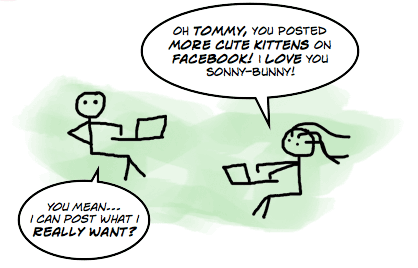 OH TOMMY, YOU POSTED
MORE CUTE KITTENS ON
FACEBOOK! I LOVE YOU
SONNY-BUNNY!
YOU MEAN...
I CAN POST WHAT I
REALLY WANT?